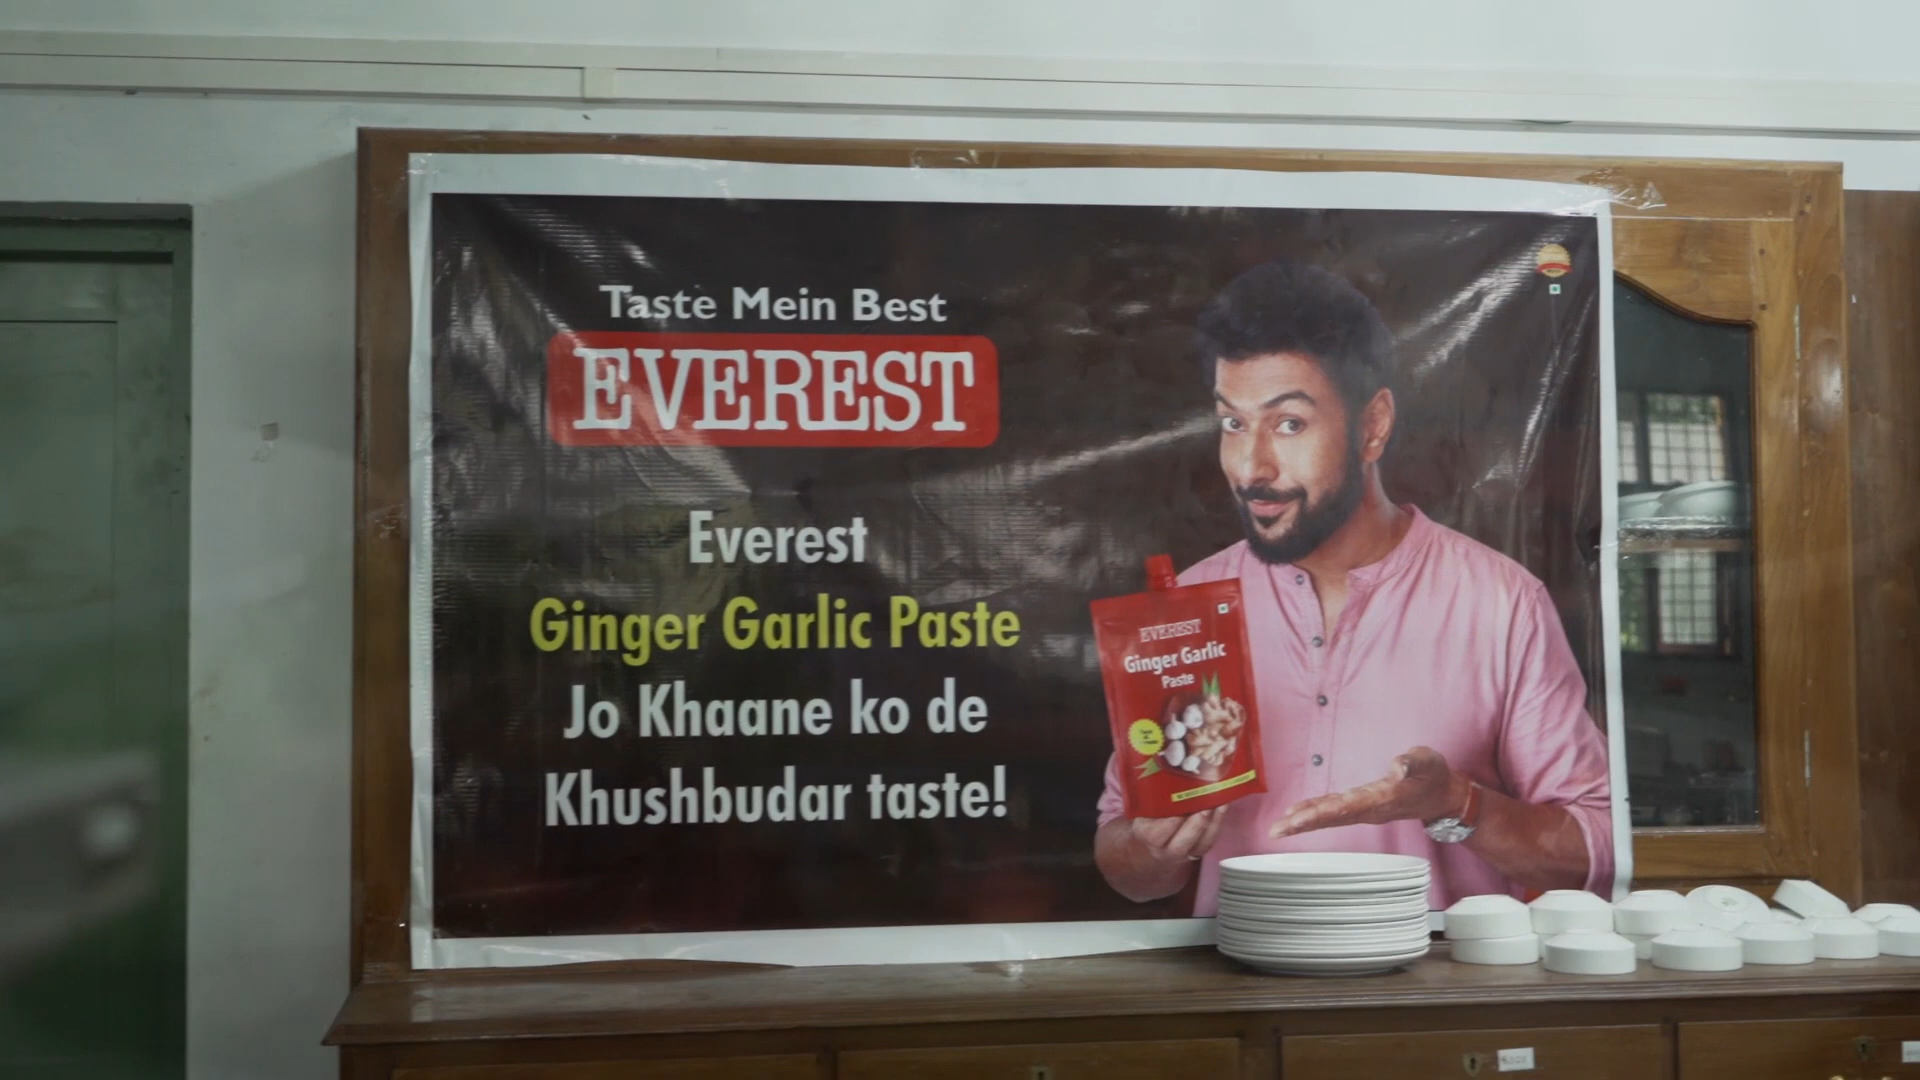 Taste Mein Best
EVEREST
Everest
Ginger Garlic Paste
Jo Khaane ko de
Khushbudar taste!
EVEREST
Ginger Garlic
Paste